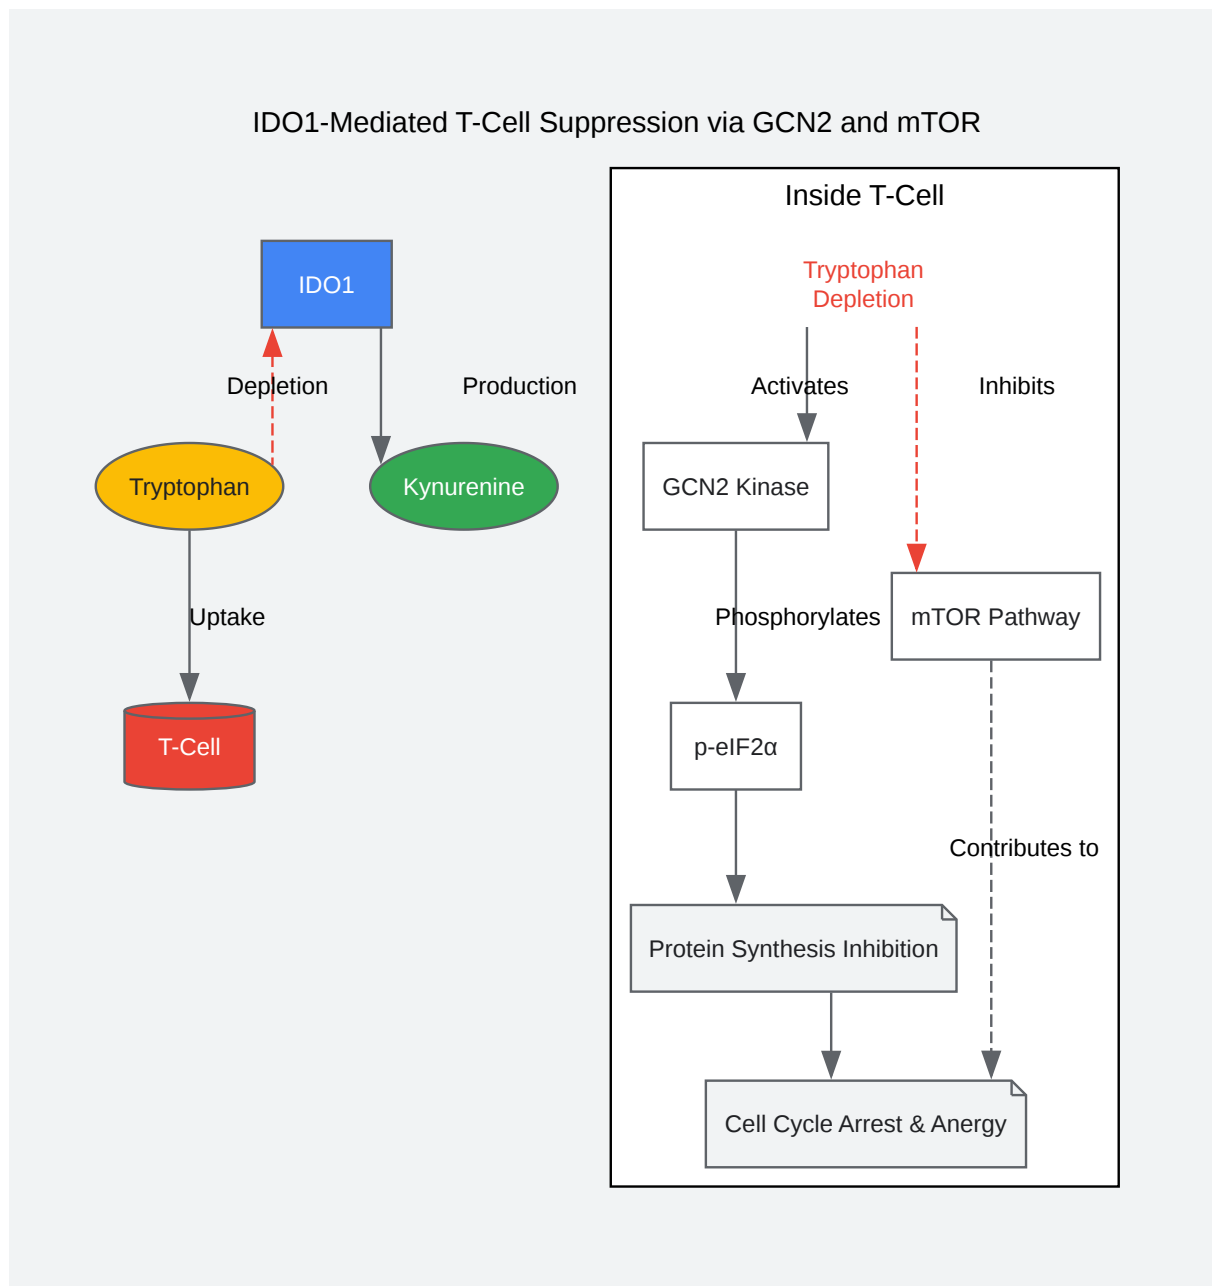 IDO1-Mediated T-Cell Suppression via GCN2 and mTOR
Inside T-Cell
Tryptophan
Depletion
IDO1
Depletion
Production
Activates
Inhibits
Tryptophan
Kynurenine
GCN2 Kinase
Uptake
Phosphorylates
mTOR Pathway
T-Cell
p-eIF2α
Contributes to
Protein Synthesis Inhibition
Cell Cycle Arrest & Anergy